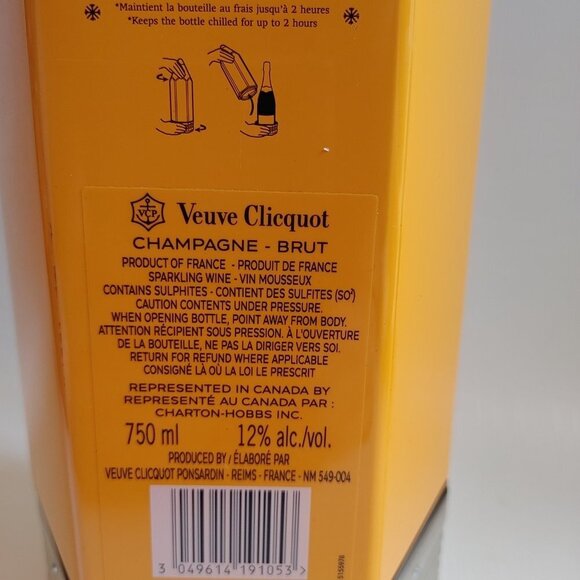 *Maintient la bouteille au frais jusqu'à 2 heures
*Keeps the bottle chilled for up to 2 hours
VCP
Veuve Clicquot
CHAMPAGNE - BRUT
PRODUCT OF FRANCE - PRODUIT DE FRANCE
SPARKLING WINE - VIN MOUSSEUX
CONTAINS SULPHITES - CONTIENT DES SULFITES (SO²)
CAUTION CONTENTS UNDER PRESSURE.
WHEN OPENING BOTTLE, POINT AWAY FROM BODY.
ATTENTION RÉCIPIENT SOUS PRESSION. À L'OUVERTURE
DE LA BOUTEILLE, NE PAS LA DIRIGER VERS SOI.
RETURN FOR REFUND WHERE APPLICABLE
CONSIGNÉ LÀ OÙ LA LOI LE PRESCRIT
REPRESENTED IN CANADA BY
REPRESENTÉ AU CANADA PAR :
CHARTON-HOBBS INC.
750 ml 12% alc./vol.
PRODUCED BY / ÉLABORÉ PAR
VEUVE CLICQUOT PONSARDIN - REIMS - FRANCE - NM 549-004
3 049614 191053 >